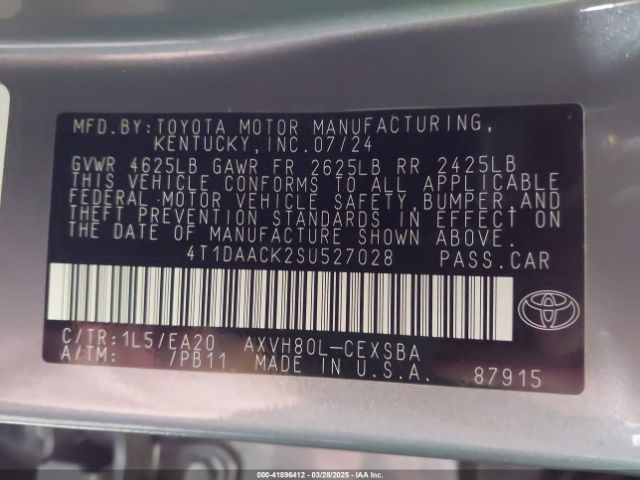 MFD.BY:TOYOTA MOTOR MANUFACTURING,
KENTUCKY,INC.07/24
GVWR 4625LB GAWR FR 2625LB RR 2425LB
THIS VEHICLE CONFORMS TO ALL APPLICABLE
FEDERAL MOTOR VEHICLE SAFETY,BUMPER,AND
THEFT PREVENTION STANDARDS IN EFFECT ON
THE DATE OF MANUFACTURE SHOWN ABOVE.
4T1DAACK2SU527028 PASS.CAR
C/TR:1L5/EA20 AXVH80L-CEXSBA
A/TM: /PB11 MADE IN U.S.A. 87915
000-41896412 | 03/28/2025 - IAAI.COM